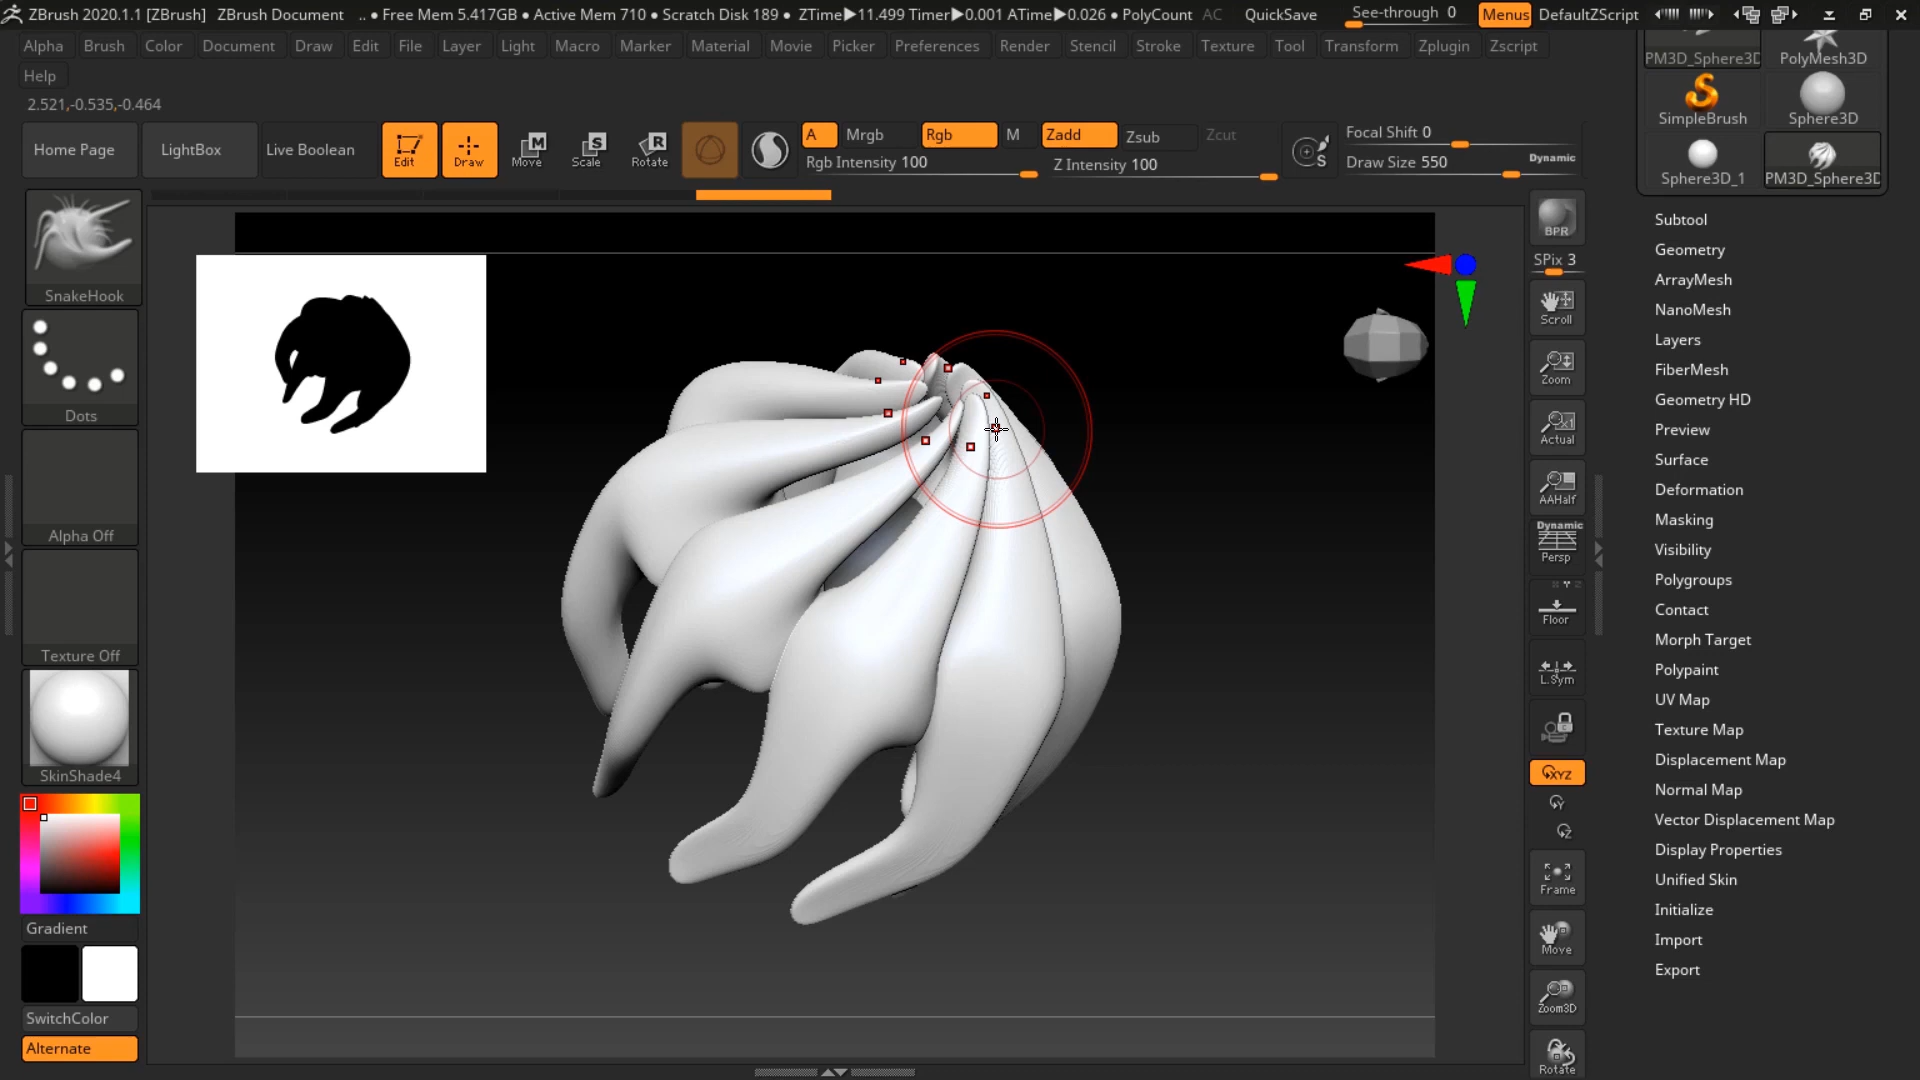 ZBrush 2020.1.1 [ZBrush] ZBrush Document .. ● Free Mem 5.417GB ● Active Mem 710 ● Scratch Disk 189 ● ZTime▶11.499 Timer▶0.001 ATime▶0.026 ● PolyCount AC QuickSave See-through 0 Menus DefaultZScript
Alpha Brush Color Document Draw Edit File Layer Light Macro Marker Material Movie Picker Preferences Render Stencil Stroke Texture Tool Transform Zplugin Zscript
Help
2.521,-0.535,-0.464
Home Page LightBox Live Boolean Edit Draw Move Scale Rotate
A Mrgb Rgb M Zadd Zsub Zcut
Rgb Intensity 100 Z Intensity 100
Focal Shift 0
Draw Size 550 Dynamic
SnakeHook
Dots
Alpha Off
Texture Off
SkinShade4
Gradient
SwitchColor
Alternate
BPR
SPix 3
Scroll
Zoom
Actual
AAHalf
Dynamic
Persp
Floor
L.Sym
XYZ
Y
Z
Frame
Move
Zoom3D
Rotate
PM3D_Sphere3D PolyMesh3D
SimpleBrush Sphere3D
Sphere3D_1 PM3D_Sphere3D
Subtool
Geometry
ArrayMesh
NanoMesh
Layers
FiberMesh
Geometry HD
Preview
Surface
Deformation
Masking
Visibility
Polygroups
Contact
Morph Target
Polypaint
UV Map
Texture Map
Displacement Map
Normal Map
Vector Displacement Map
Display Properties
Unified Skin
Initialize
Import
Export